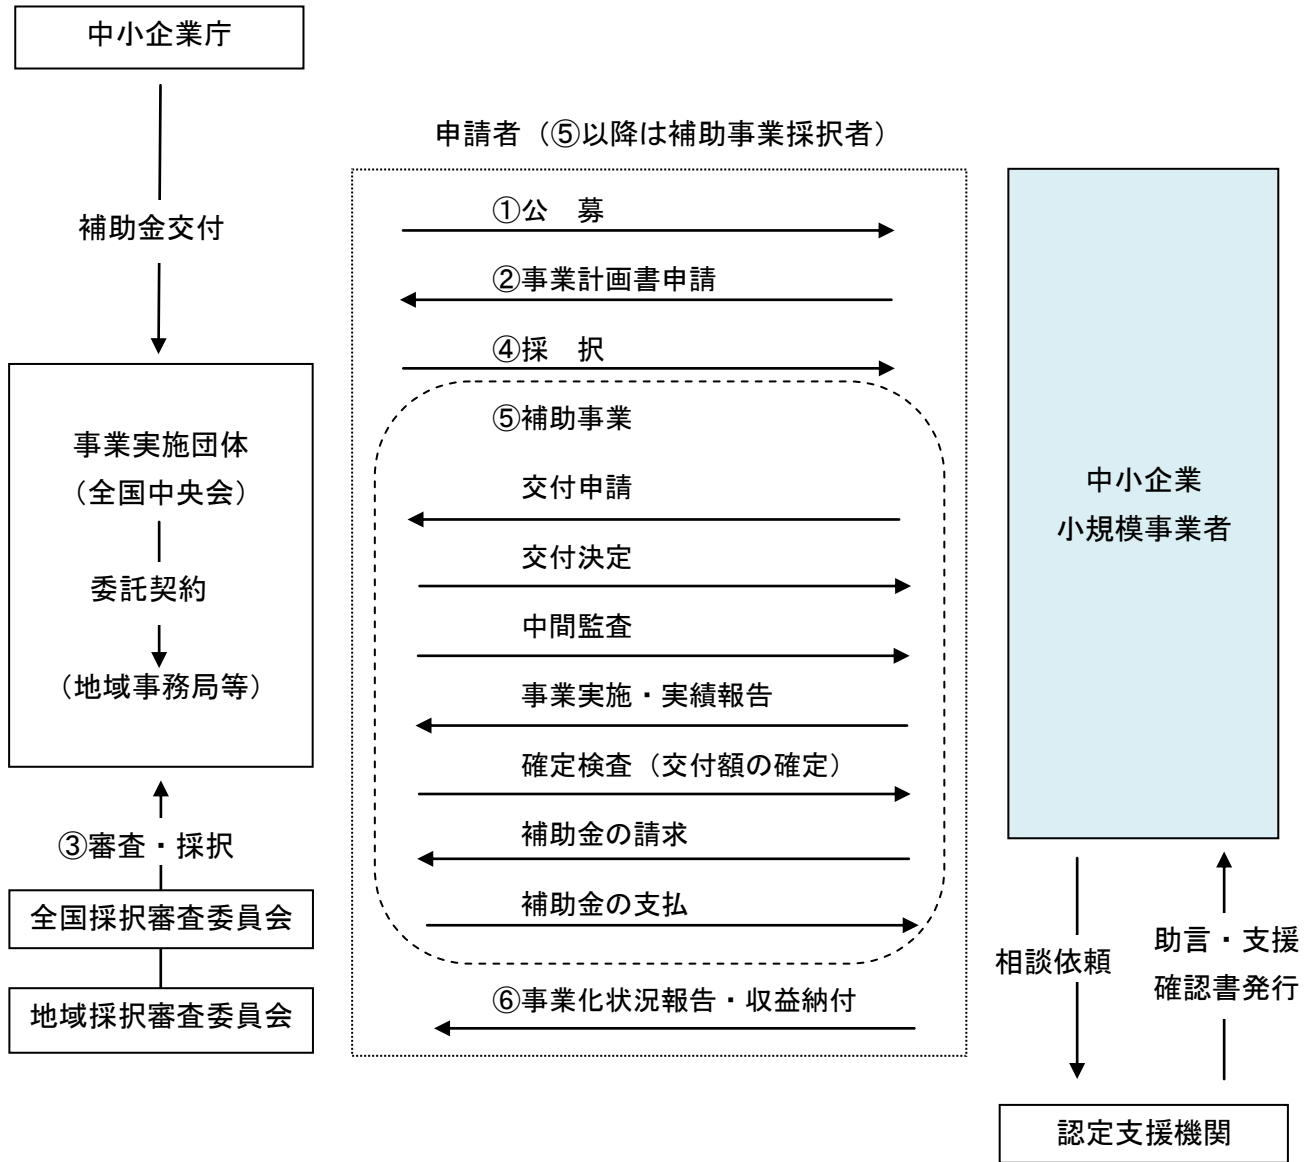 中小企業庁
補助金交付
事業実施団体
（全国中央会）
委託契約
（地域事務局等）
③審査・採択
全国採択審査委員会
地域採択審査委員会
申請者（⑤以降は補助事業採択者）
①公　募
②事業計画書申請
④採　択
⑤補助事業
交付申請
交付決定
中間監査
事業実施・実績報告
確定検査（交付額の確定）
補助金の請求
補助金の支払
⑥事業化状況報告・収益納付
中小企業
小規模事業者
相談依頼
助言・支援
確認書発行
認定支援機関